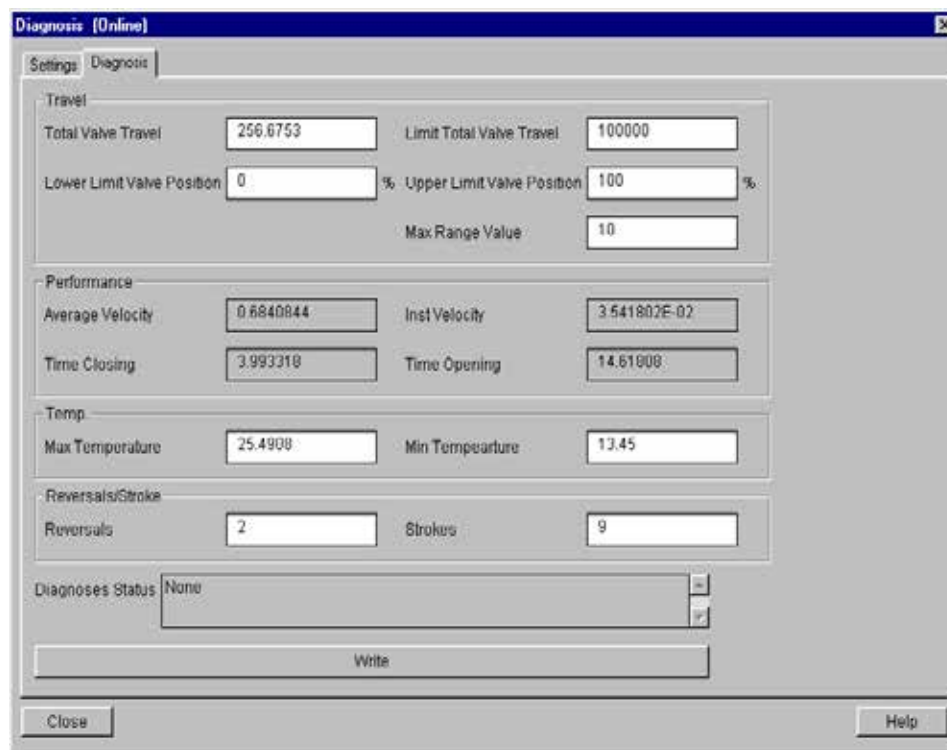 Diagnosis (Online)
Settings Diagnosis
Travel
Total Valve Travel 256.6753 Limit Total Valve Travel 100000
Lower Limit Valve Position 0 % Upper Limit Valve Position 100 %
Max Range Value 10
Performance
Average Velocity 0.6840844 Inst Velocity 3.541802E-02
Time Closing 3.993318 Time Opening 14.61808
Temp.
Max Temperature 25.4908 Min Tempearture 13.45
Reversals/Stroke
Reversals 2 Strokes 9
Diagnoses Status None
Write
Close Help